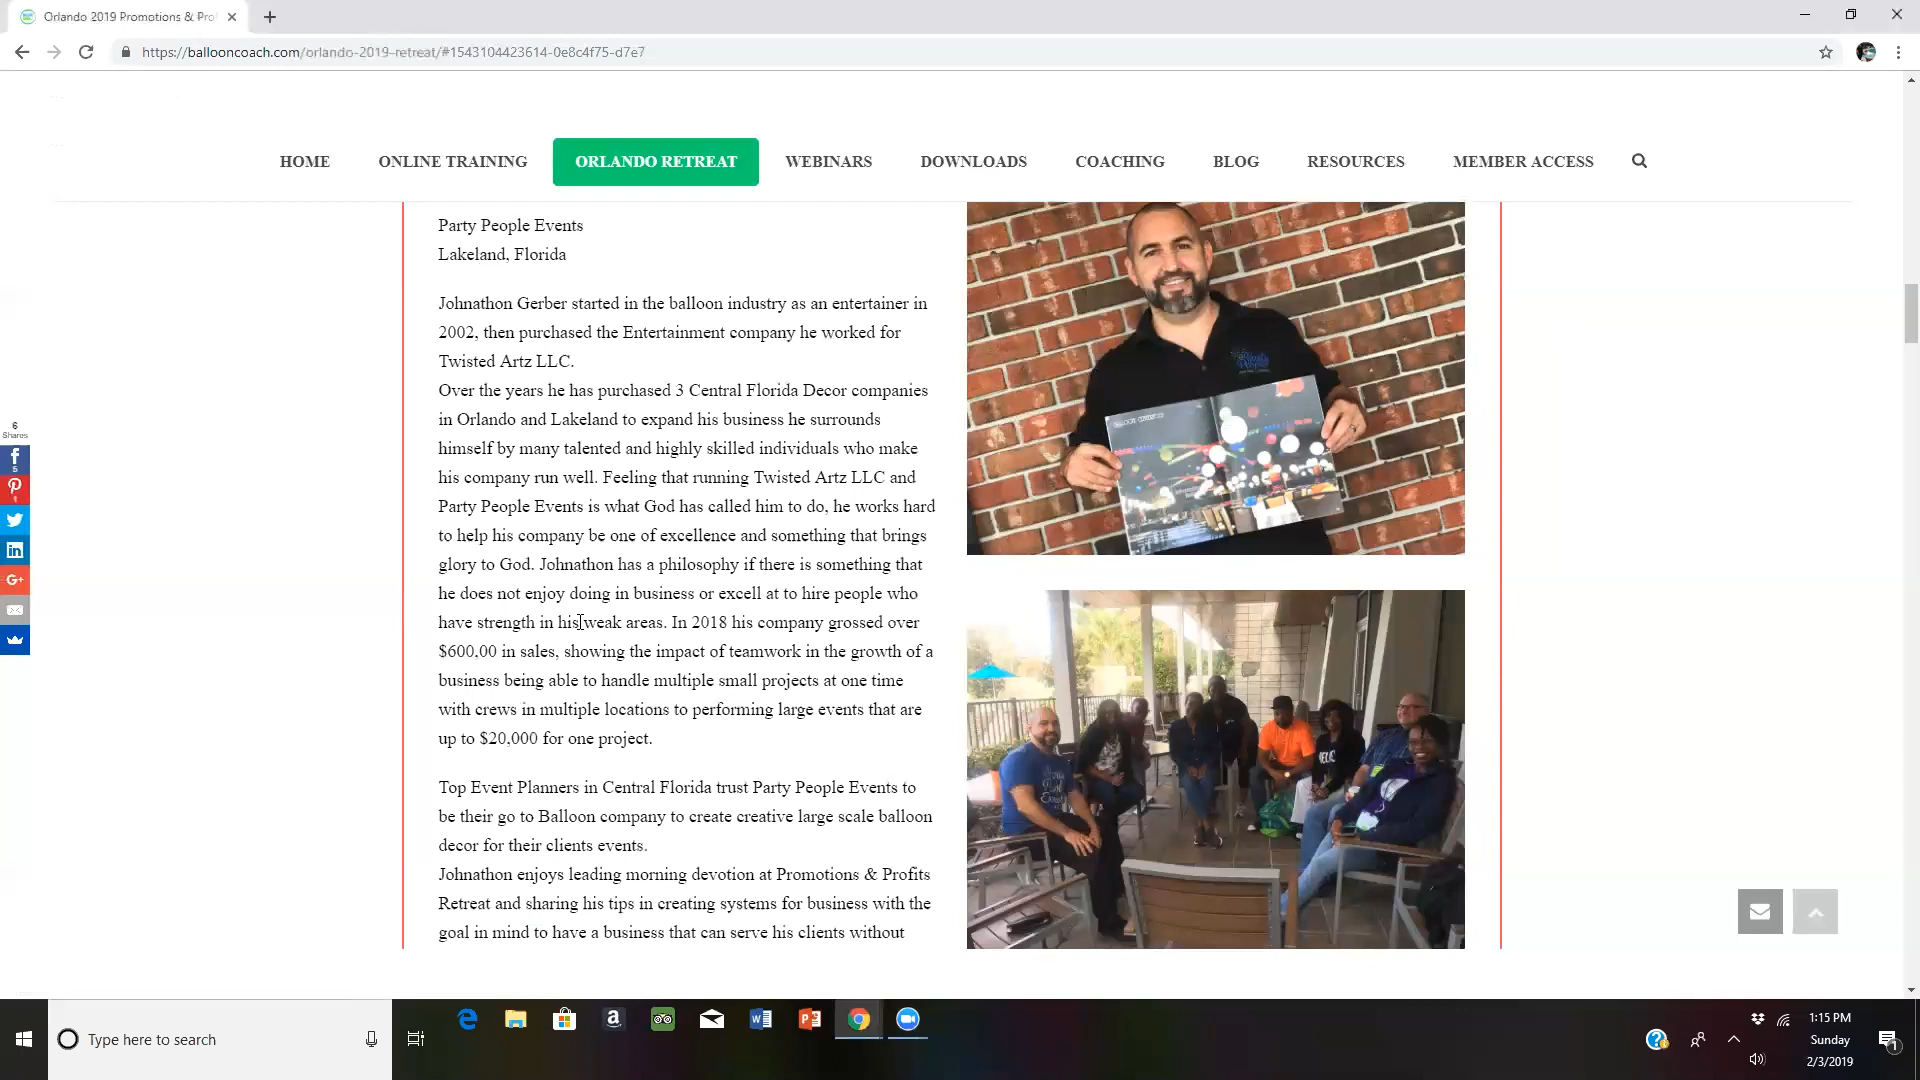 Orlando 2019 Promotions & Pro
https://ballooncoach.com/orlando-2019-retreat/#1543104423614-0e8c4f75-d7e7
HOME ONLINE TRAINING ORLANDO RETREAT WEBINARS DOWNLOADS COACHING BLOG RESOURCES MEMBER ACCESS
Party People Events
Lakeland, Florida
Johnathon Gerber started in the balloon industry as an entertainer in
2002, then purchased the Entertainment company he worked for
Twisted Artz LLC.
Over the years he has purchased 3 Central Florida Decor companies
in Orlando and Lakeland to expand his business he surrounds
himself by many talented and highly skilled individuals who make
his company run well. Feeling that running Twisted Artz LLC and
Party People Events is what God has called him to do, he works hard
to help his company be one of excellence and something that brings
glory to God. Johnathon has a philosophy if there is something that
he does not enjoy doing in business or excell at to hire people who
have strength in his weak areas. In 2018 his company grossed over
$600,00 in sales, showing the impact of teamwork in the growth of a
business being able to handle multiple small projects at one time
with crews in multiple locations to performing large events that are
up to $20,000 for one project.
Top Event Planners in Central Florida trust Party People Events to
be their go to Balloon company to create creative large scale balloon
decor for their clients events.
Johnathon enjoys leading morning devotion at Promotions & Profits
Retreat and sharing his tips in creating systems for business with the
goal in mind to have a business that can serve his clients without
6
Shares
5
1
Type here to search
1:15 PM
Sunday
2/3/2019
1